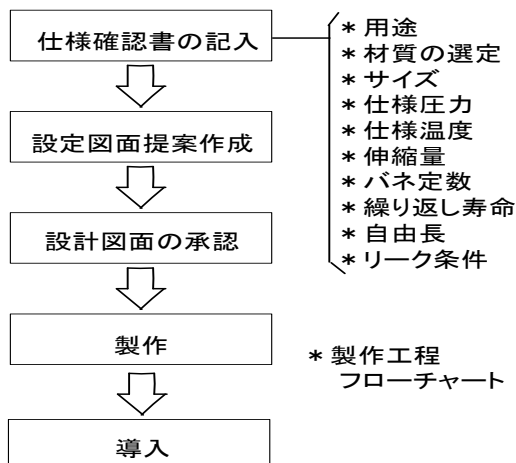 仕様確認書の記入
* 用途
* 材質の選定
* サイズ
* 仕様圧力
* 仕様温度
* 伸縮量
* バネ定数
* 繰り返し寿命
* 自由長
* リーク条件
設定図面提案作成
設計図面の承認
製作
* 製作工程
フローチャート
導入